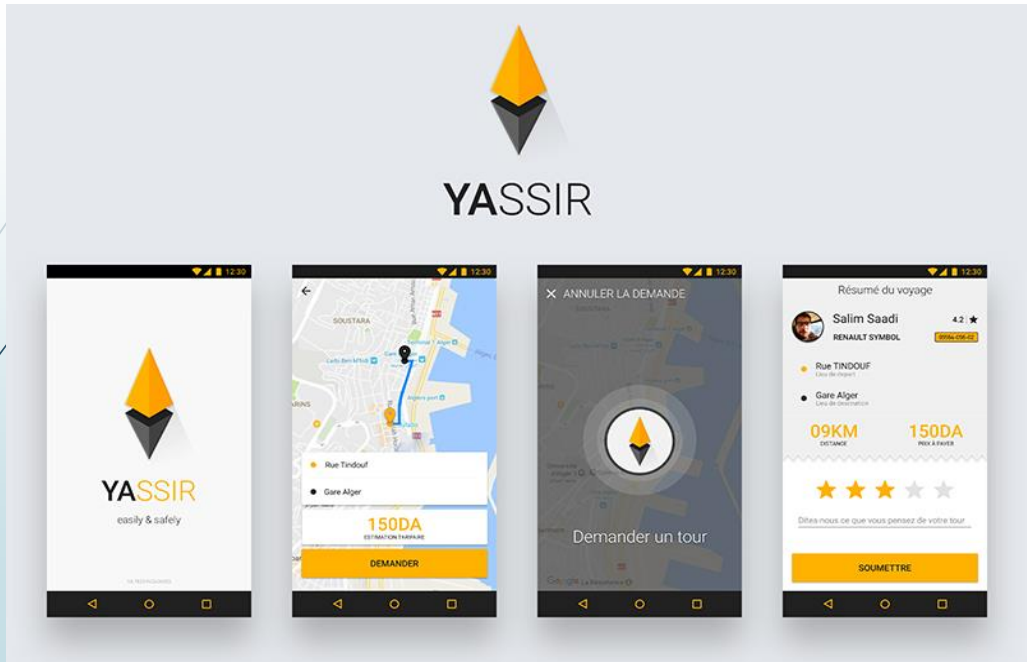 YASSIR
12:30
YASSIR
easily & safely
12:30
SOUSTARA
Rue Tindouf
Gare Alger
150DA
ESTIMATION TARIFAIRE
DEMANDER
12:30
ANNULER LA DEMANDE
Demander un tour
Google
12:30
Résumé du voyage
Salim Saadi
4.2
RENAULT SYMBOL
Rue TINDOUF
Lieu de depart
Gare Alger
Lieu de destination
09KM
DISTANCE
150DA
PRIX À PAYER
Dites-nous ce que vous pensez de votre tour
SOUMETTRE